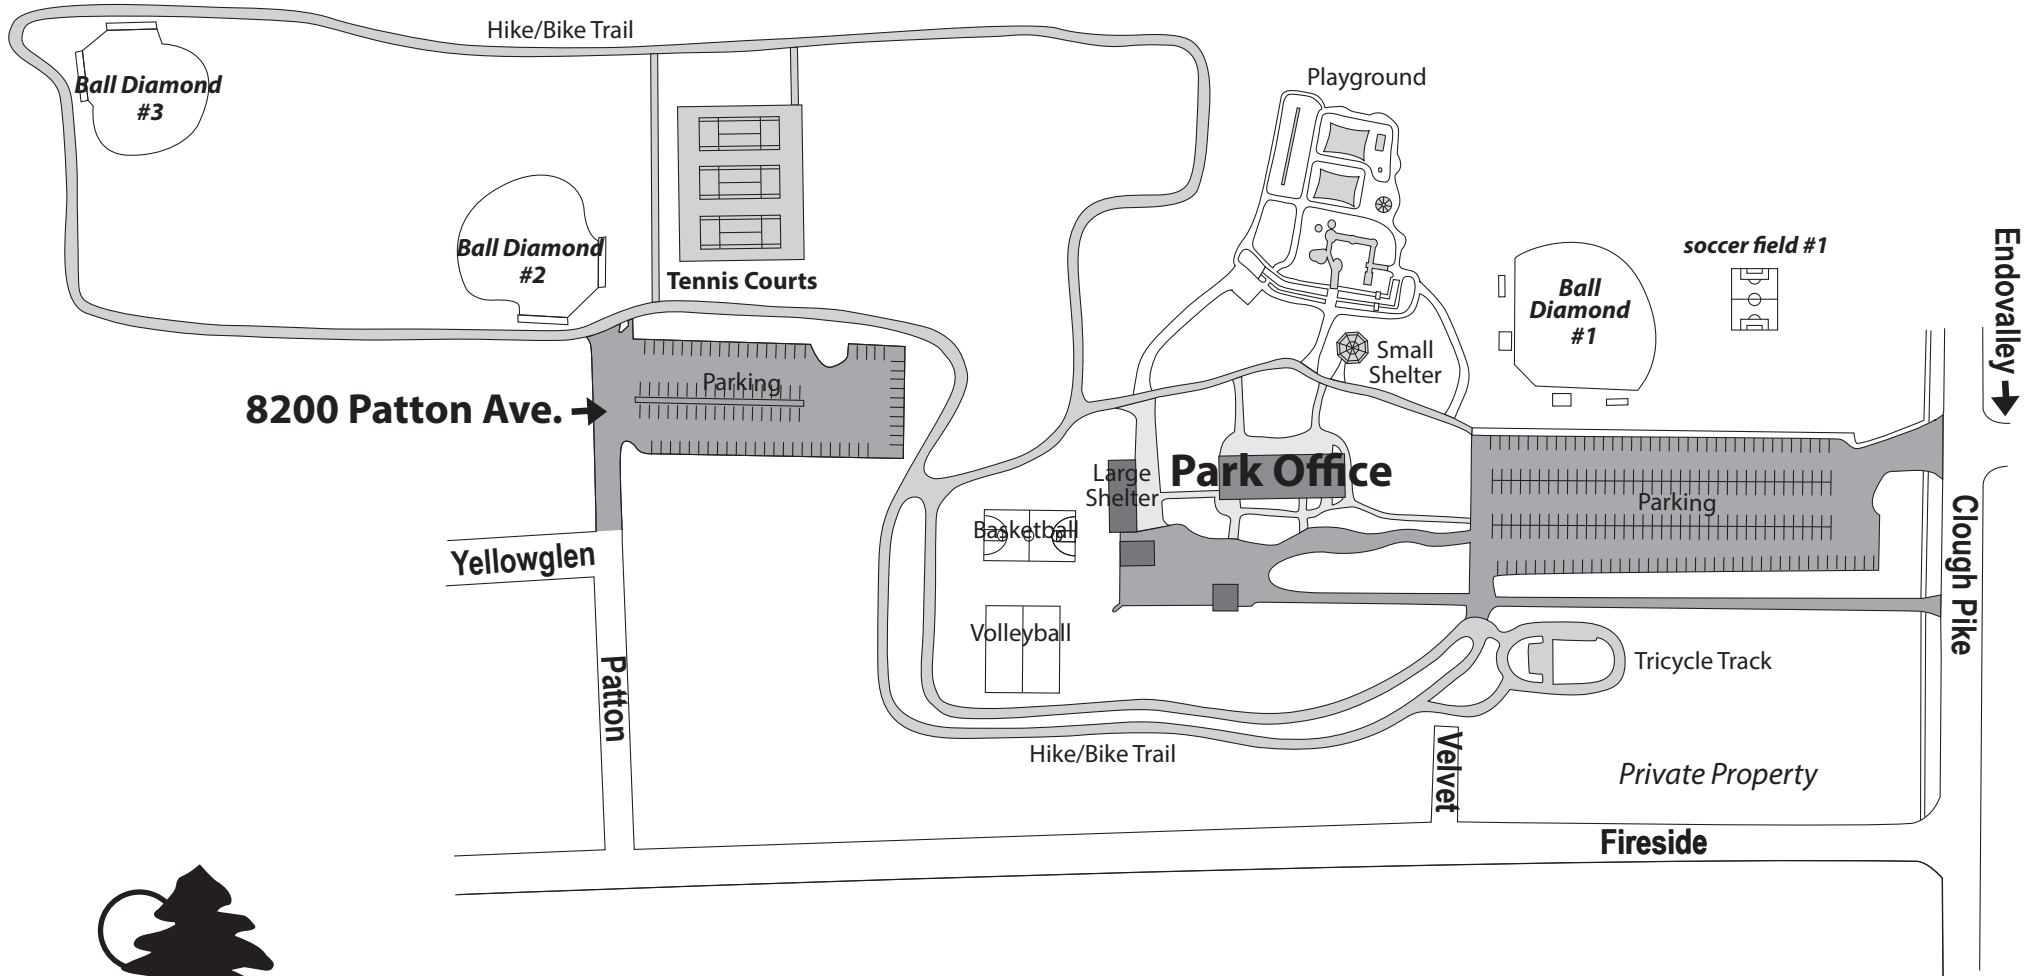 Hike/Bike Trail
Playground
Ball Diamond
#3
Ball Diamond
#2
Tennis Courts
soccer field #1
Endovalley
Ball
Diamond
#1
Small
Shelter
Parking
8200 Patton Ave.
Large
Shelter
Park Office
Parking
Basketball
Yellowglen
Clough Pike
Volleyball
Patton
Tricycle Track
Hike/Bike Trail
Velvet
Private Property
Fireside